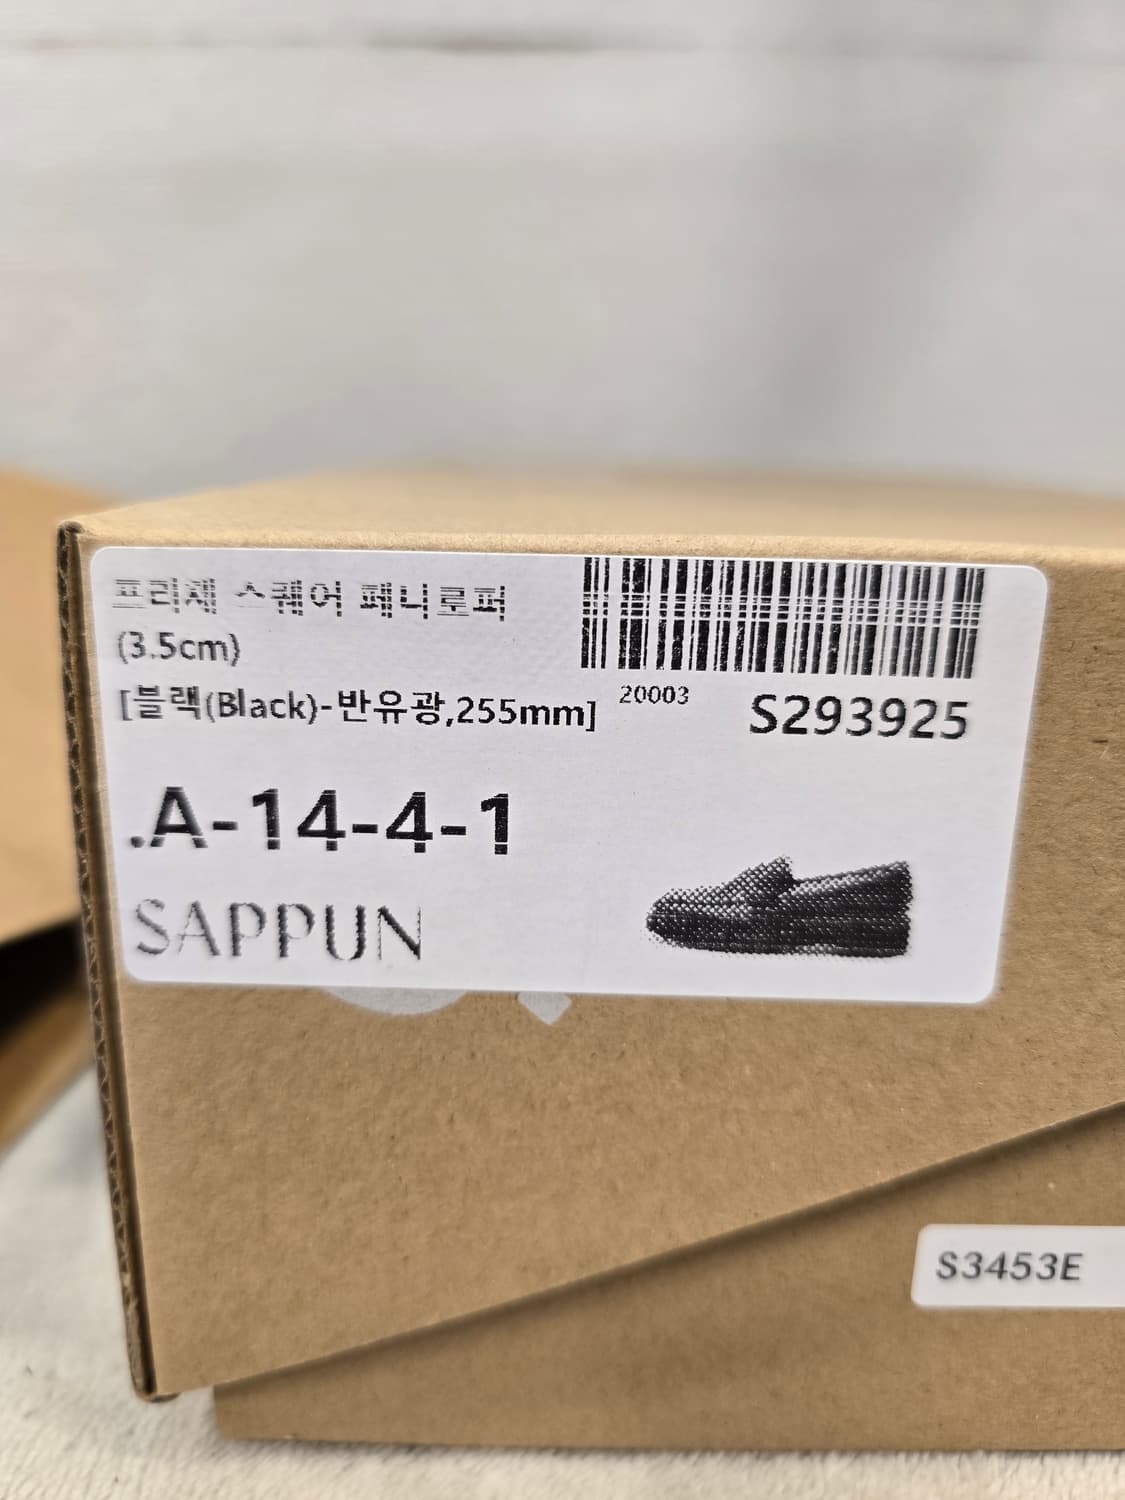 프리제 스퀘어 페니로퍼
(3.5cm)
[블랙(Black)-반유광,255mm]
20003
S293925
.A-14-4-1
SAPPUN
S3453E